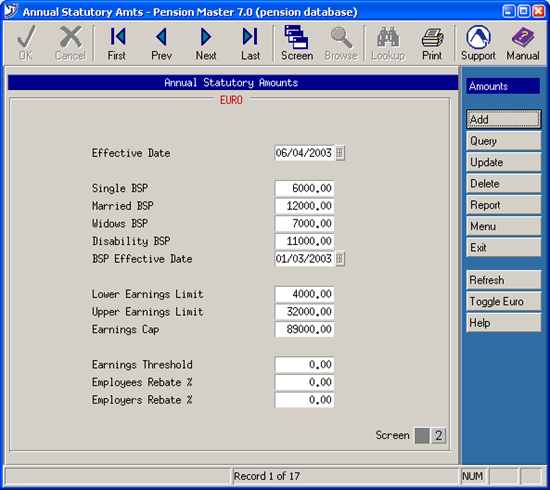 Annual Statutory Amts - Pension Master 7.0 (pension database)
OK Cancel First Prev Next Last Screen Browse Lookup Print Support Manual
Annual Statutory Amounts
EURO
Effective Date 06/04/2003
Single BSP 6000.00
Married BSP 12000.00
Widows BSP 7000.00
Disability BSP 11000.00
BSP Effective Date 01/03/2003
Lower Earnings Limit 4000.00
Upper Earnings Limit 32000.00
Earnings Cap 89000.00
Earnings Threshold 0.00
Employees Rebate % 0.00
Employers Rebate % 0.00
Screen 2
Amounts
Add
Query
Update
Delete
Report
Menu
Exit
Refresh
Toggle Euro
Help
Record 1 of 17 NUM